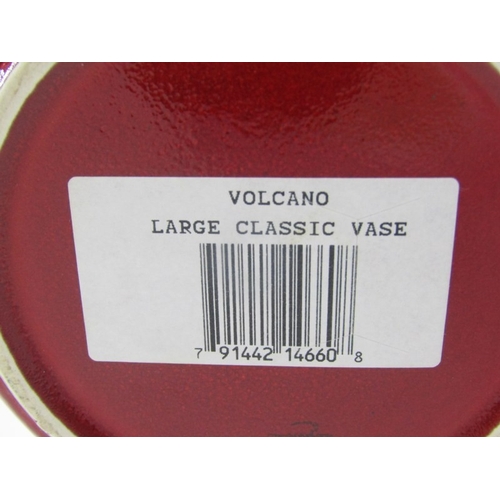 VOLCANO
LARGE CLASSIC VASE
7 91442 14660 8